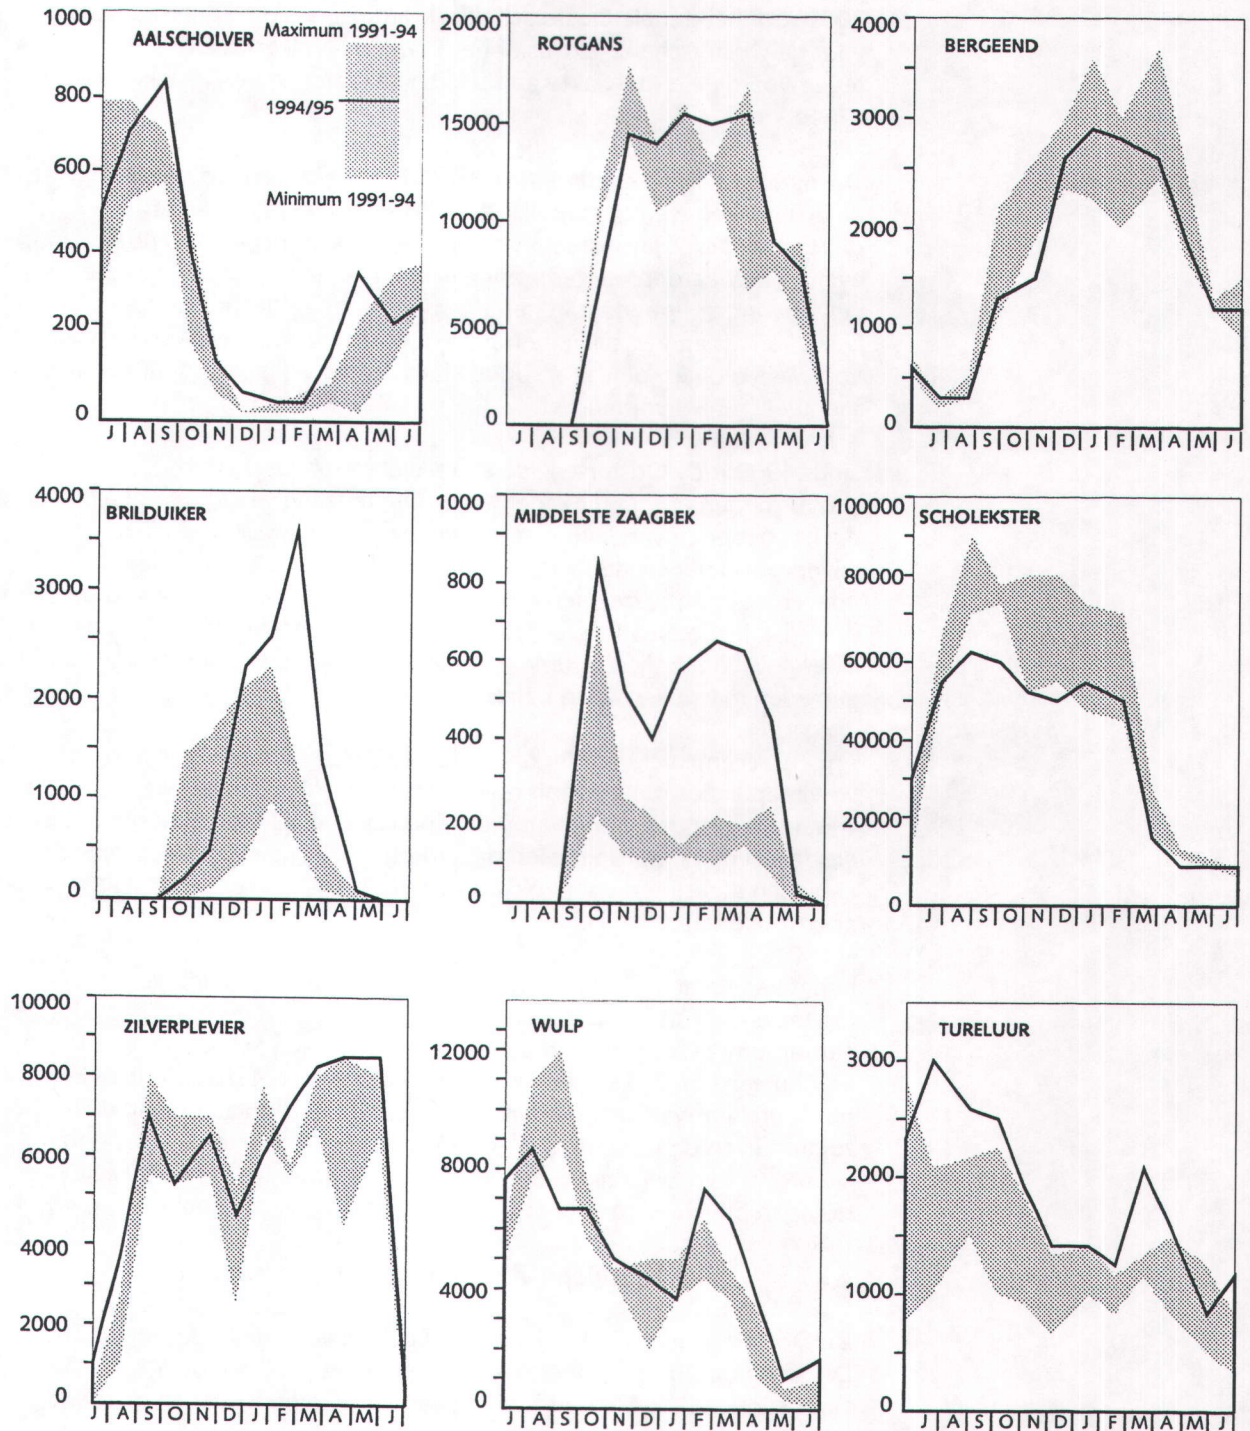 AALSCHOLVER
Maximum 1991-94
1994/95
Minimum 1991-94
1000
800
600
400
200
0
J A S O N D J F M A M J
ROTGANS
20000
15000
10000
5000
0
J A S O N D J F M A M J
BERGEEND
4000
3000
2000
1000
0
J A S O N D J F M A M J
BRILDUIKER
4000
3000
2000
1000
0
J A S O N D J F M A M J
MIDDELSTE ZAAGBEK
1000
800
600
400
200
0
J A S O N D J F M A M J
SCHOLEKSTER
100000
80000
60000
40000
20000
0
J A S O N D J F M A M J
ZILVERPLEVIER
10000
8000
6000
4000
2000
0
J A S O N D J F M A M J
WULP
12000
8000
4000
0
J A S O N D J F M A M J
TURELUUR
3000
2000
1000
0
J A S O N D J F M A M J